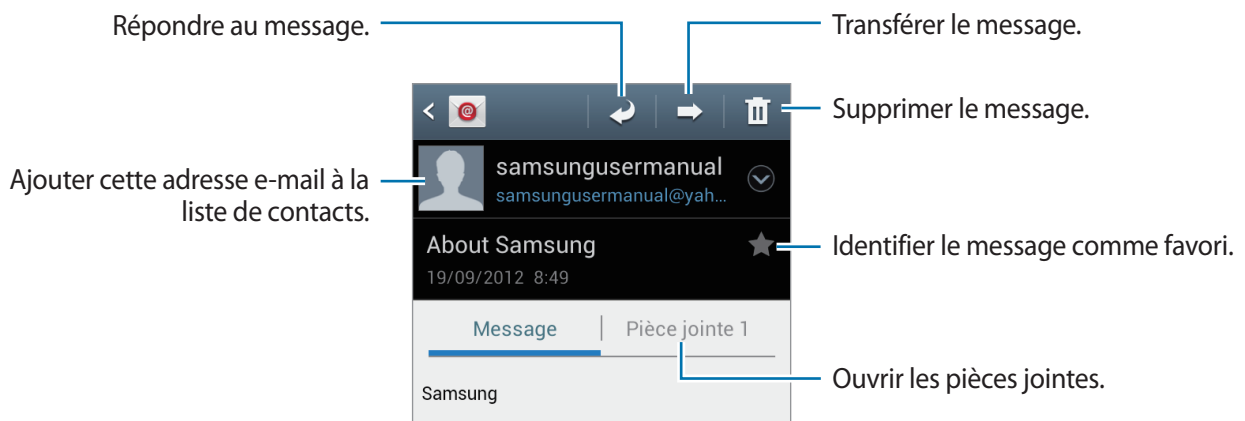 Répondre au message.
Transférer le message.
Supprimer le message.
samsungusermanual
samsungusermanual@yah...
Ajouter cette adresse e-mail à la
liste de contacts.
About Samsung
19/09/2012 8:49
Identifier le message comme favori.
Message
Pièce jointe 1
Ouvrir les pièces jointes.
Samsung